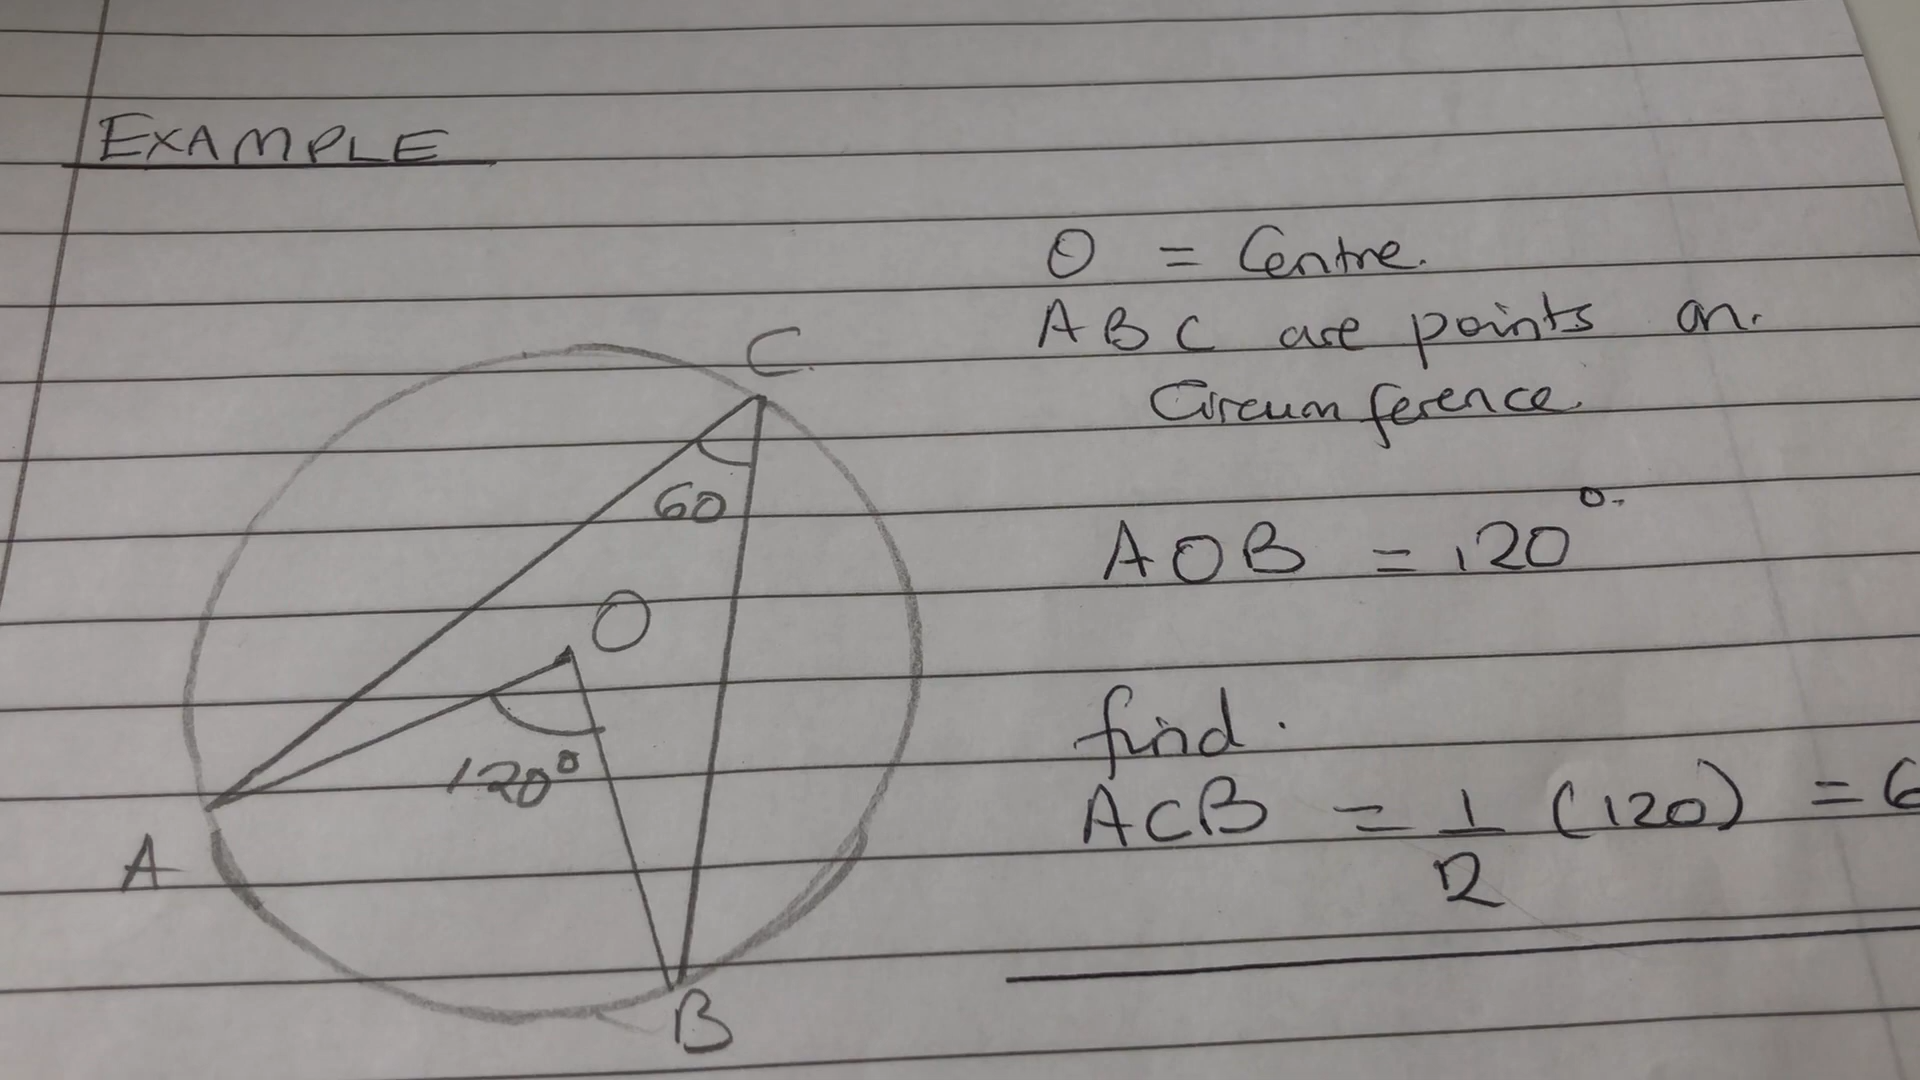 EXAMPLE
O = Centre.
A B C are points on.
Circumference.
C
60
AOB = 120°.
O
find.
120°
ACB = 1/2 (120) = 6
A
B